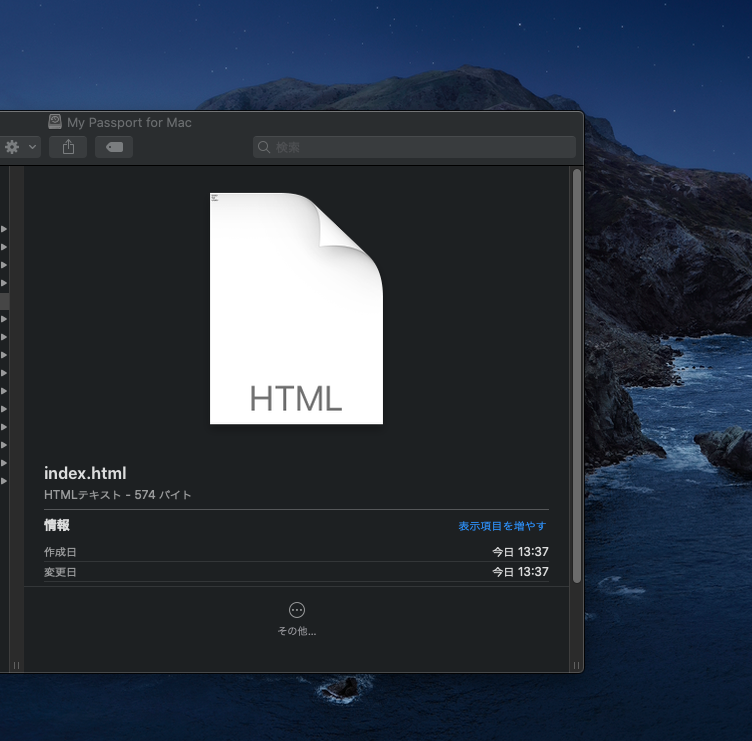 My Passport for Mac
検索
HTML
index.html
HTMLテキスト - 574 バイト
情報 表示項目を増やす
作成日 今日 13:37
変更日 今日 13:37
その他...